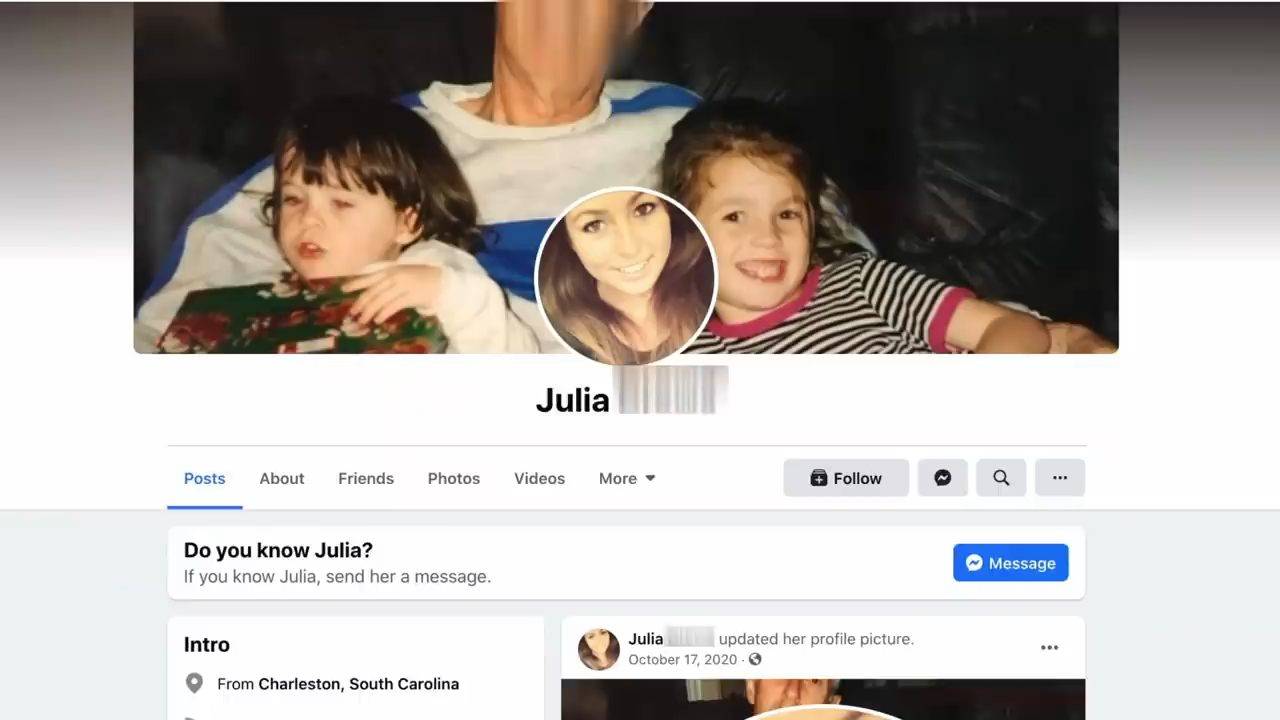 Julia
Posts About Friends Photos Videos More Follow
Do you know Julia?
If you know Julia, send her a message.
Message
Intro
From Charleston, South Carolina
Julia updated her profile picture.
October 17, 2020 ·